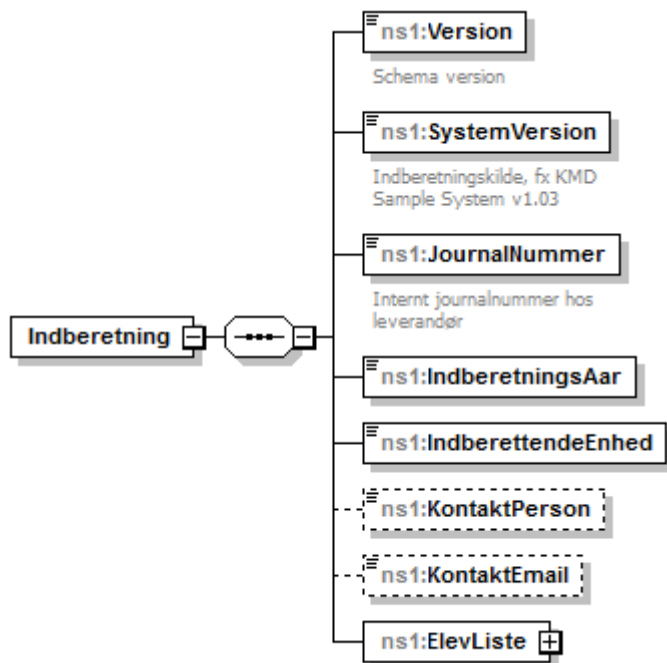 ns1:Version
Schema version
ns1:SystemVersion
Indberetningskilde, fx KMD
Sample System v1.03
ns1:JournalNummer
Internt journalnummer hos
leverandør
Indberetning
ns1:IndberetningsAar
ns1:IndberettendeEnhed
ns1:KontaktPerson
ns1:KontaktEmail
ns1:ElevListe